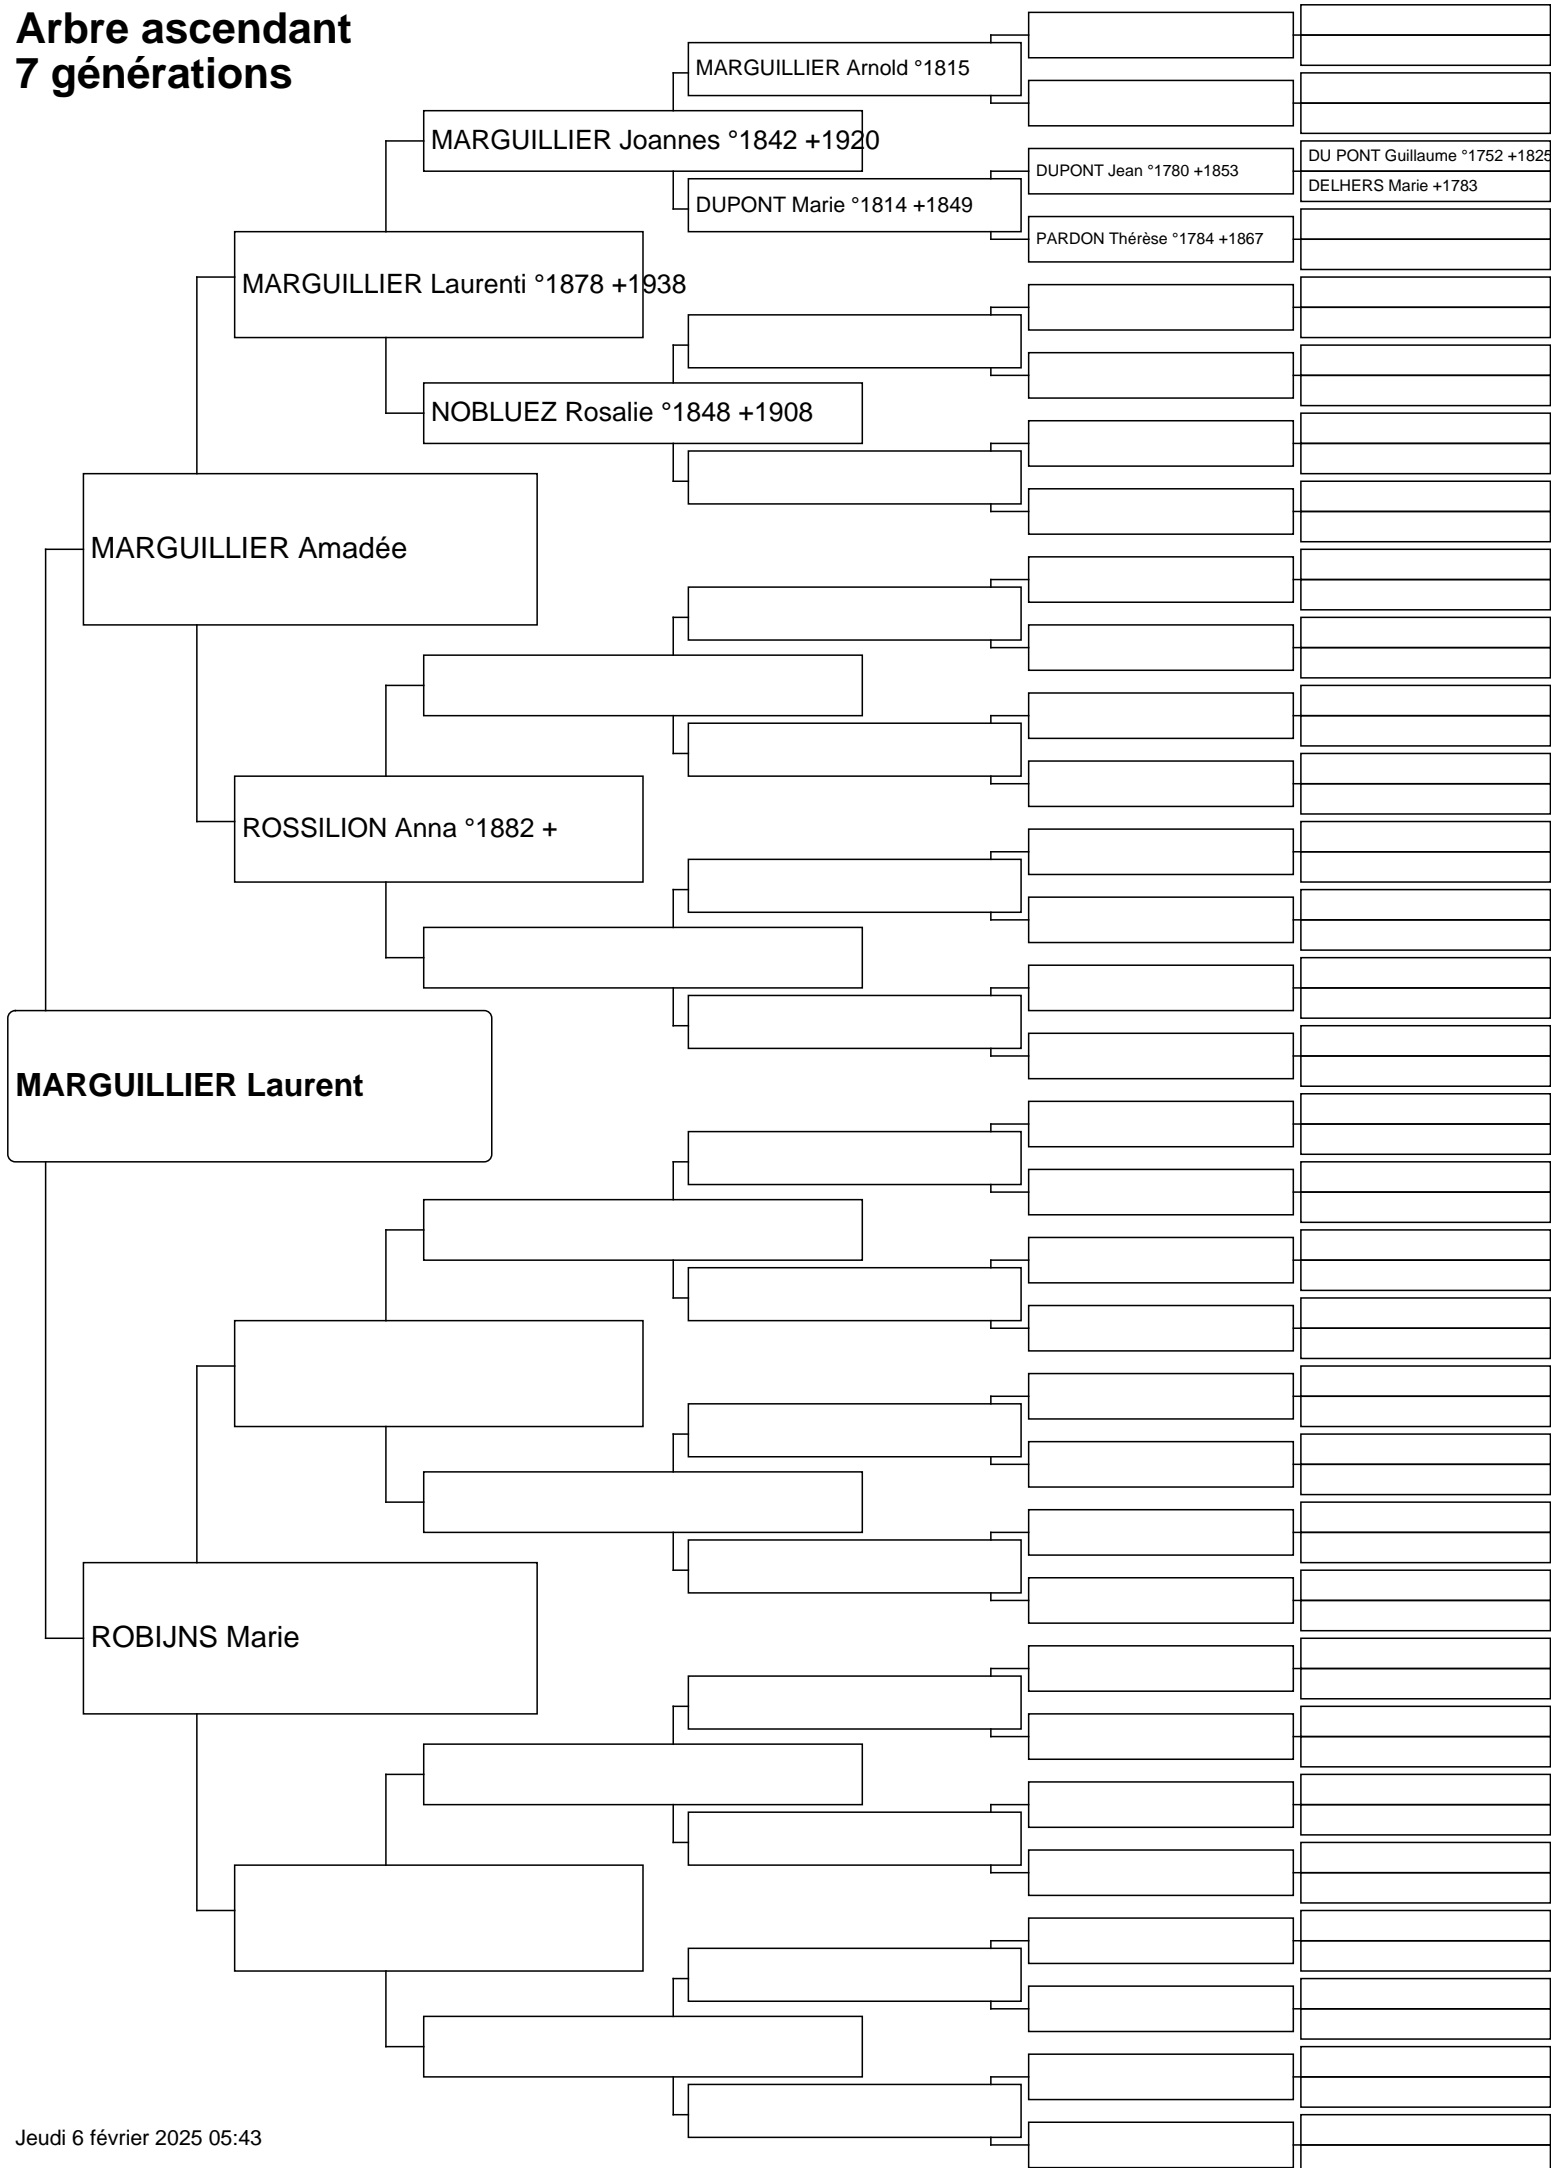 Arbre ascendant
7 générations
MARGUILLIER Arnold °1815
MARGUILLIER Joannes °1842 +1920
DU PONT Guillaume °1752 +1825
DUPONT Jean °1780 +1853
DELHERS Marie +1783
DUPONT Marie °1814 +1849
PARDON Thérèse °1784 +1867
MARGUILLIER Laurenti °1878 +1938
NOBLUEZ Rosalie °1848 +1908
MARGUILLIER Amadée
ROSSILION Anna °1882 +
MARGUILLIER Laurent
ROBIJNS Marie
Jeudi 6 février 2025 05:43